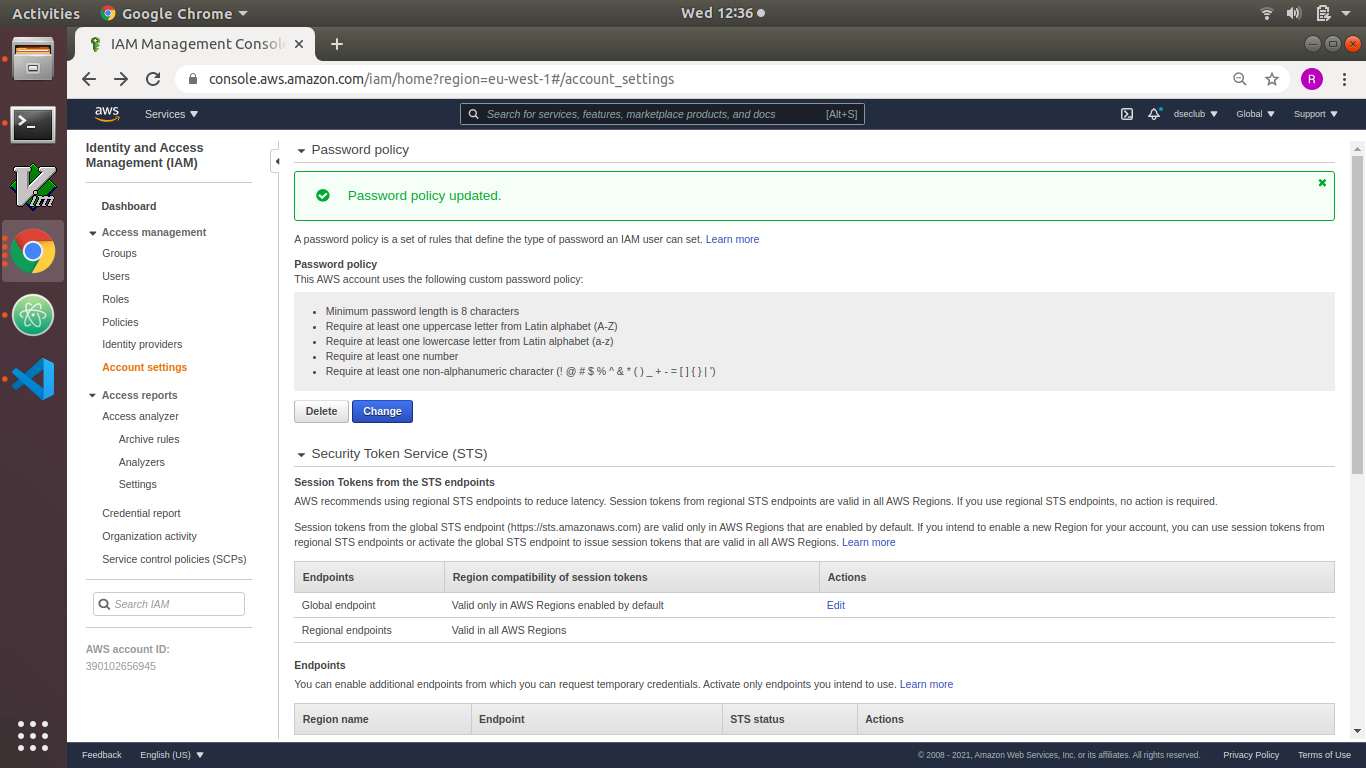 Activities
Google Chrome
Wed 12:36
IAM Management Console
console.aws.amazon.com/iam/home?region=eu-west-1#/account_settings
R
aws
Services
Search for services, features, marketplace products, and docs
[Alt+S]
dseclub
Global
Support
Identity and Access
Management (IAM)
Dashboard
Access management
Groups
Users
Roles
Policies
Identity providers
Account settings
Access reports
Access analyzer
Archive rules
Analyzers
Settings
Credential report
Organization activity
Service control policies (SCPs)
Search IAM
AWS account ID:
390102656945
Password policy
Password policy updated.
A password policy is a set of rules that define the type of password an IAM user can set. Learn more
Password policy
This AWS account uses the following custom password policy:
• Minimum password length is 8 characters
• Require at least one uppercase letter from Latin alphabet (A-Z)
• Require at least one lowercase letter from Latin alphabet (a-z)
• Require at least one number
• Require at least one non-alphanumeric character (! @ # $ % ^ & * ( ) _ + - = [ ] { } | ')
Delete
Change
Security Token Service (STS)
Session Tokens from the STS endpoints
AWS recommends using regional STS endpoints to reduce latency. Session tokens from regional STS endpoints are valid in all AWS Regions. If you use regional STS endpoints, no action is required.
Session tokens from the global STS endpoint (https://sts.amazonaws.com) are valid only in AWS Regions that are enabled by default. If you intend to enable a new Region for your account, you can use session tokens from
regional STS endpoints or activate the global STS endpoint to issue session tokens that are valid in all AWS Regions. Learn more
Endpoints
Region compatibility of session tokens
Actions
Global endpoint
Valid only in AWS Regions enabled by default
Edit
Regional endpoints
Valid in all AWS Regions
Endpoints
You can enable additional endpoints from which you can request temporary credentials. Activate only endpoints you intend to use. Learn more
Region name
Endpoint
STS status
Actions
Feedback
English (US)
© 2008 - 2021, Amazon Web Services, Inc. or its affiliates. All rights reserved.
Privacy Policy
Terms of Use